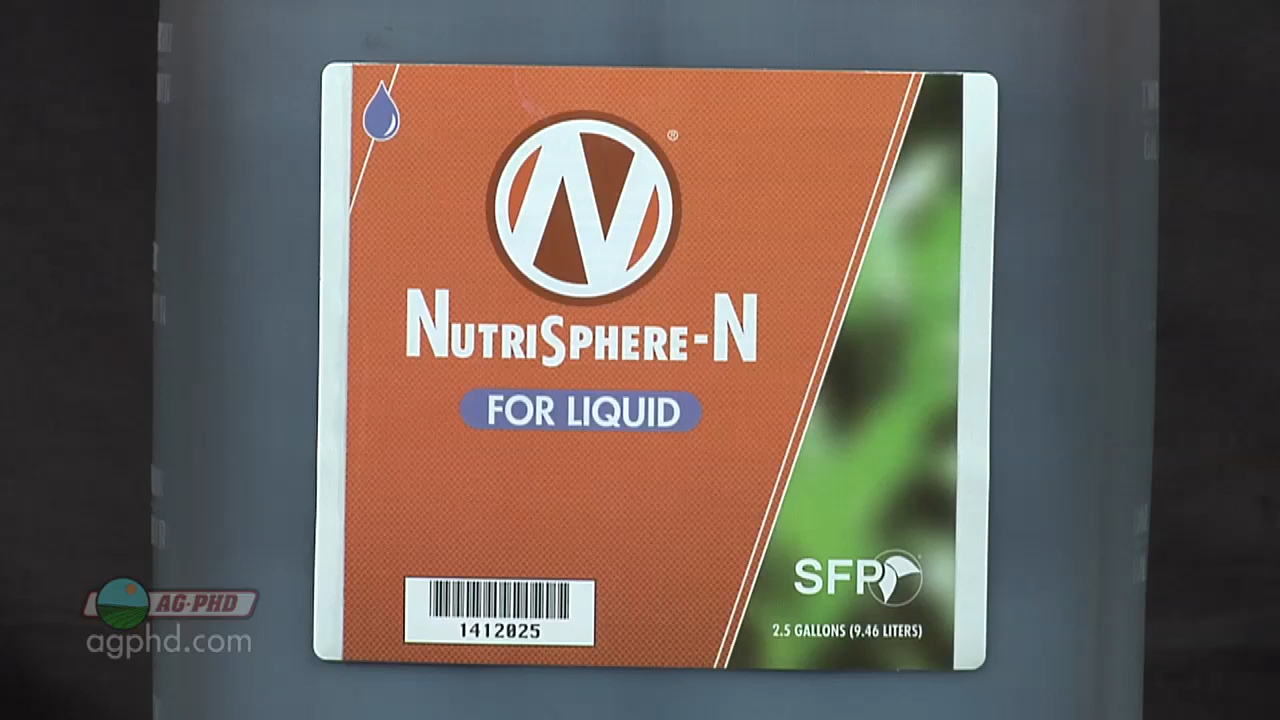 N
®
NUTRISPHERE-N
FOR LIQUID
SFP
2.5 GALLONS (9.46 LITERS)
1412025
AG·PHD
agphd.com